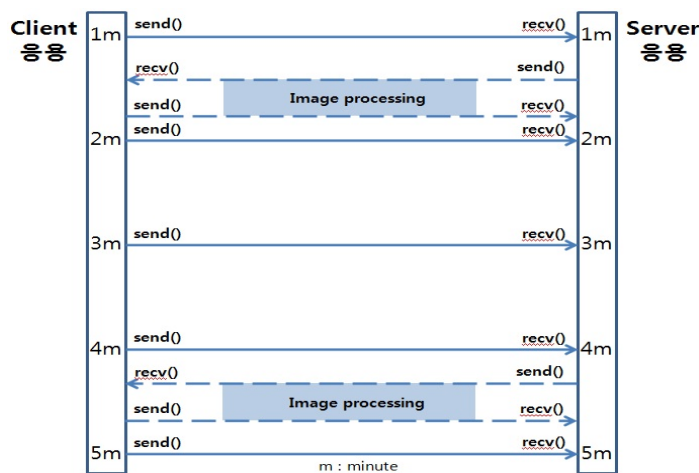 Client
응용
Server
응용
1m send() recv() 1m
recv() send()
Image processing
send() recv()
2m send() recv() 2m
3m send() recv() 3m
4m send() recv() 4m
recv() send()
Image processing
send() recv()
5m send() recv() 5m
m : minute